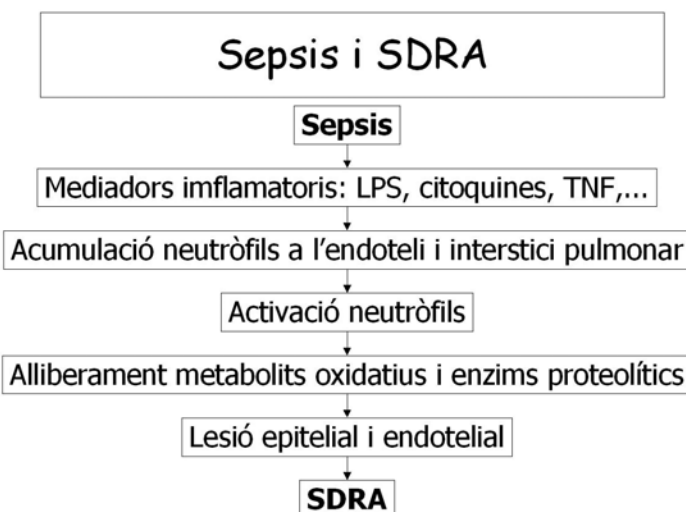 Sepsis i SDRA
Sepsis
Mediadors imflamatoris: LPS, citoquines, TNF,...
Acumulació neutròfils a l'endoteli i interstici pulmonar
Activació neutròfils
Alliberament metabolits oxidatius i enzims proteolítics
Lesió epitelial i endotelial
SDRA